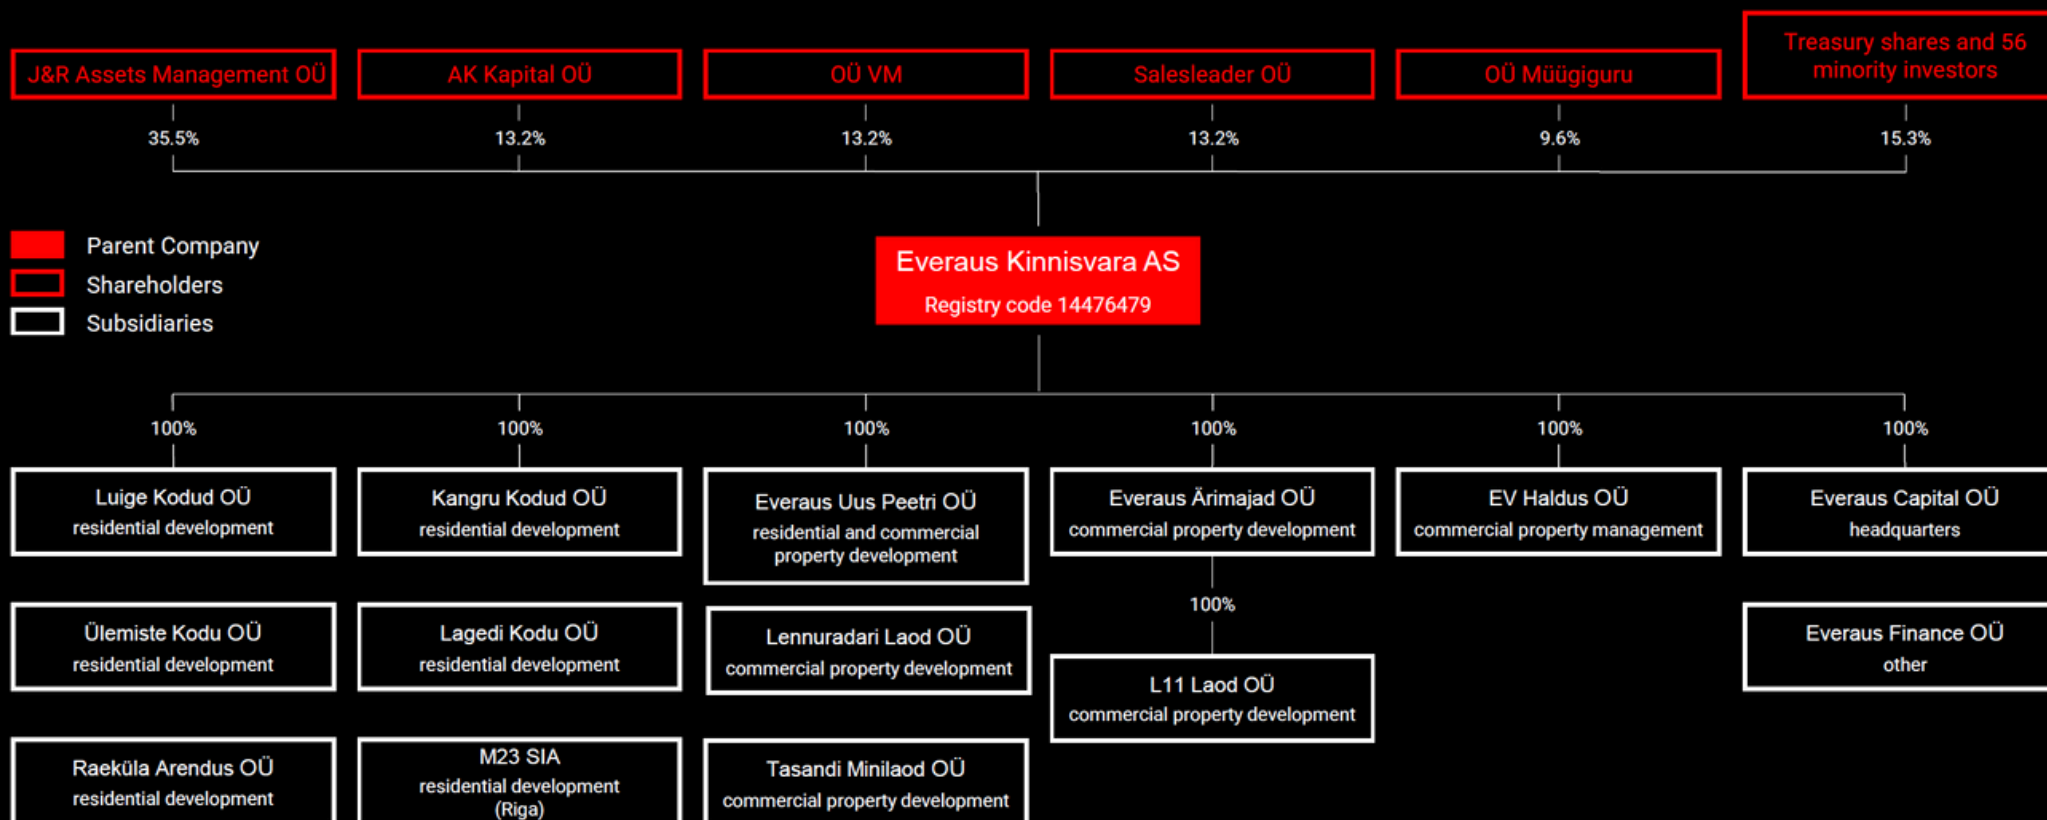 J&R Assets Management OÜ
AK Kapital OÜ
OÜ VM
Salesleader OÜ
OÜ Müügiguru
Treasury shares and 56
minority investors
35.5%
13.2%
13.2%
13.2%
9.6%
15.3%
Parent Company
Shareholders
Subsidiaries
Everaus Kinnisvara AS
Registry code 14476479
100%
100%
100%
100%
100%
100%
Luige Kodud OÜ
residential development
Kangru Kodud OÜ
residential development
Everaus Uus Peetri OÜ
residential and commercial
property development
Everaus Ärimajad OÜ
commercial property development
EV Haldus OÜ
commercial property management
Everaus Capital OÜ
headquarters
100%
Ülemiste Kodu OÜ
residential development
Lagedi Kodu OÜ
residential development
Lennuradari Laod OÜ
commercial property development
L11 Laod OÜ
commercial property development
Everaus Finance OÜ
other
Raeküla Arendus OÜ
residential development
M23 SIA
residential development
(Riga)
Tasandi Minilaod OÜ
commercial property development